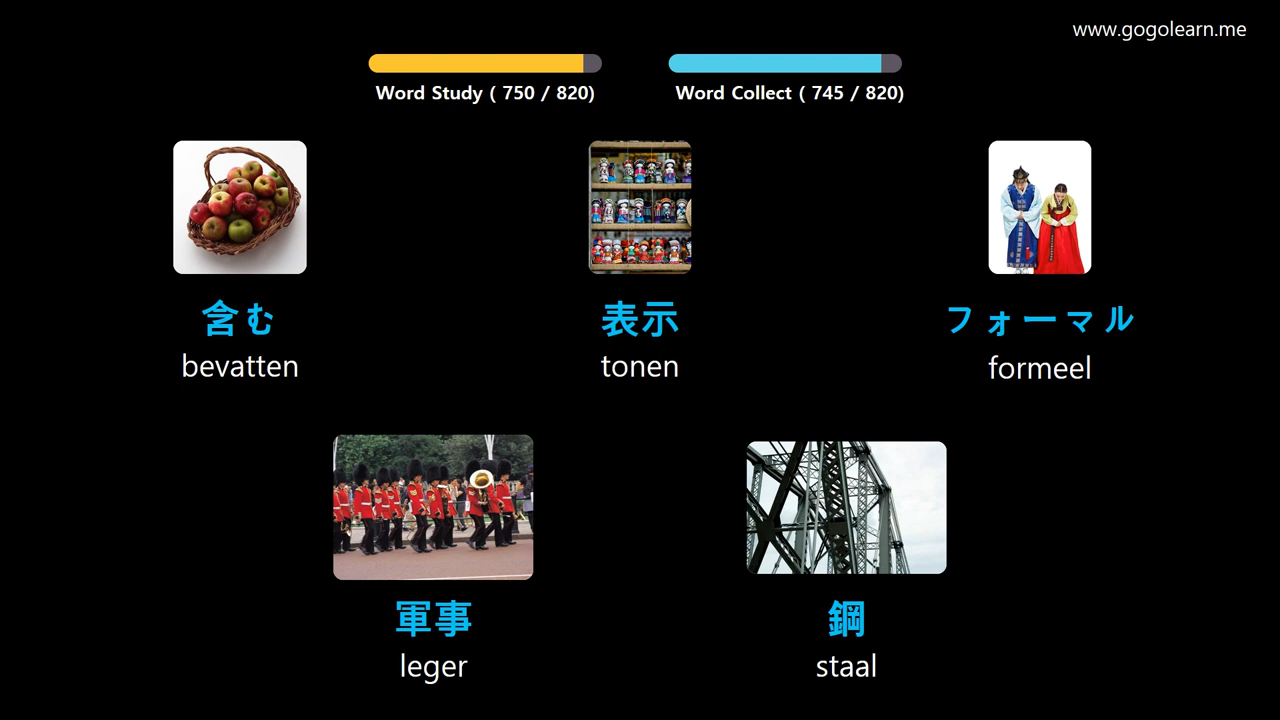 www.gogolearn.me
Word Study ( 750 / 820)
Word Collect ( 745 / 820)
含む
bevatten
表示
tonen
フォーマル
formeel
軍事
leger
鋼
staal